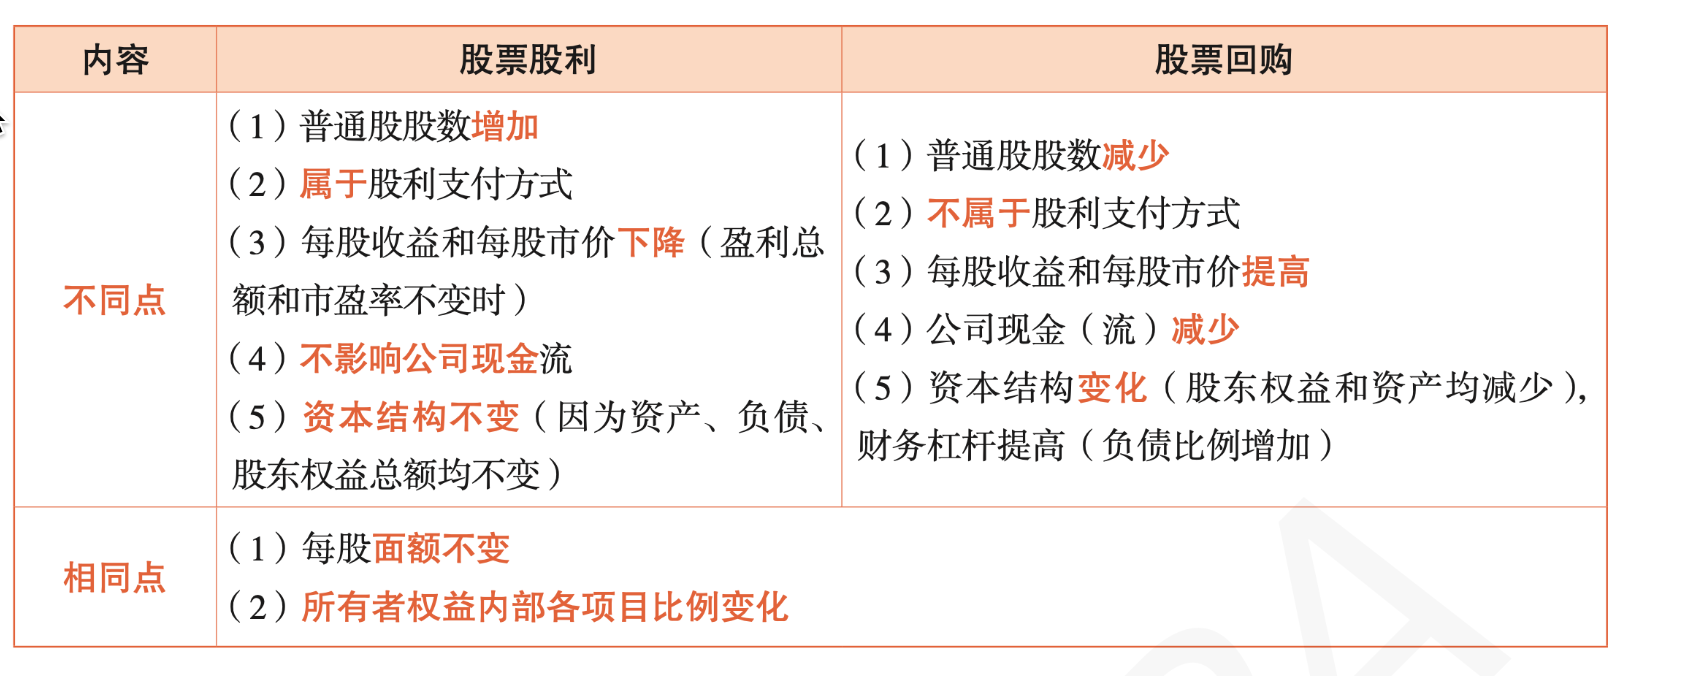 内容 股票股利 股票回购
不同点
（1）普通股股数增加
（2）属于股利支付方式
（3）每股收益和每股市价下降（盈利总
额和市盈率不变时）
（4）不影响公司现金流
（5）资本结构不变（因为资产、负债、
股东权益总额均不变）
（1）普通股股数减少
（2）不属于股利支付方式
（3）每股收益和每股市价提高
（4）公司现金（流）减少
（5）资本结构变化（股东权益和资产均减少），
财务杠杆提高（负债比例增加）
相同点
（1）每股面额不变
（2）所有者权益内部各项目比例变化